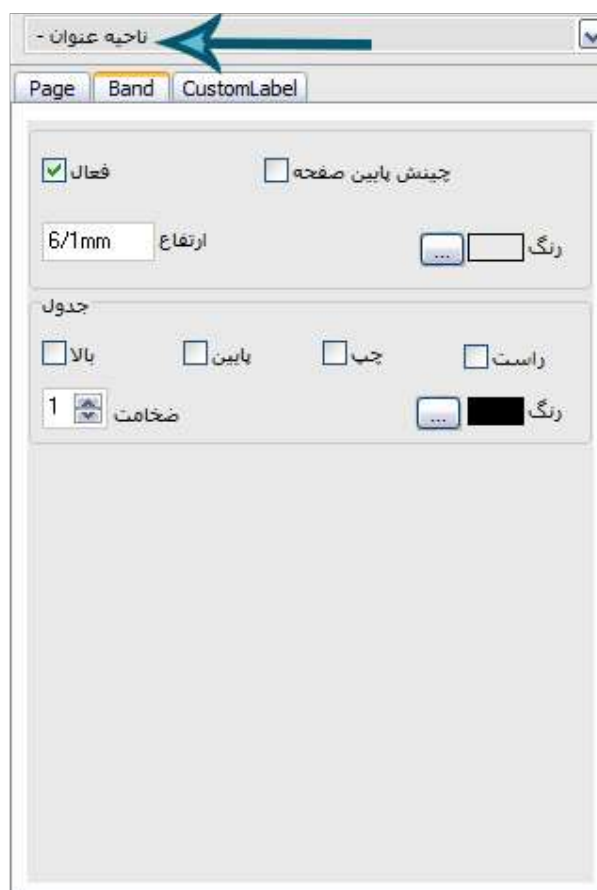 ناحیه عنوان -
Page Band CustomLabel
فعال چینش پایین صفحه
6/1mm ارتفاع ... رنگ
جدول
بالا پایین چپ راست
1 ضخامت ... رنگ